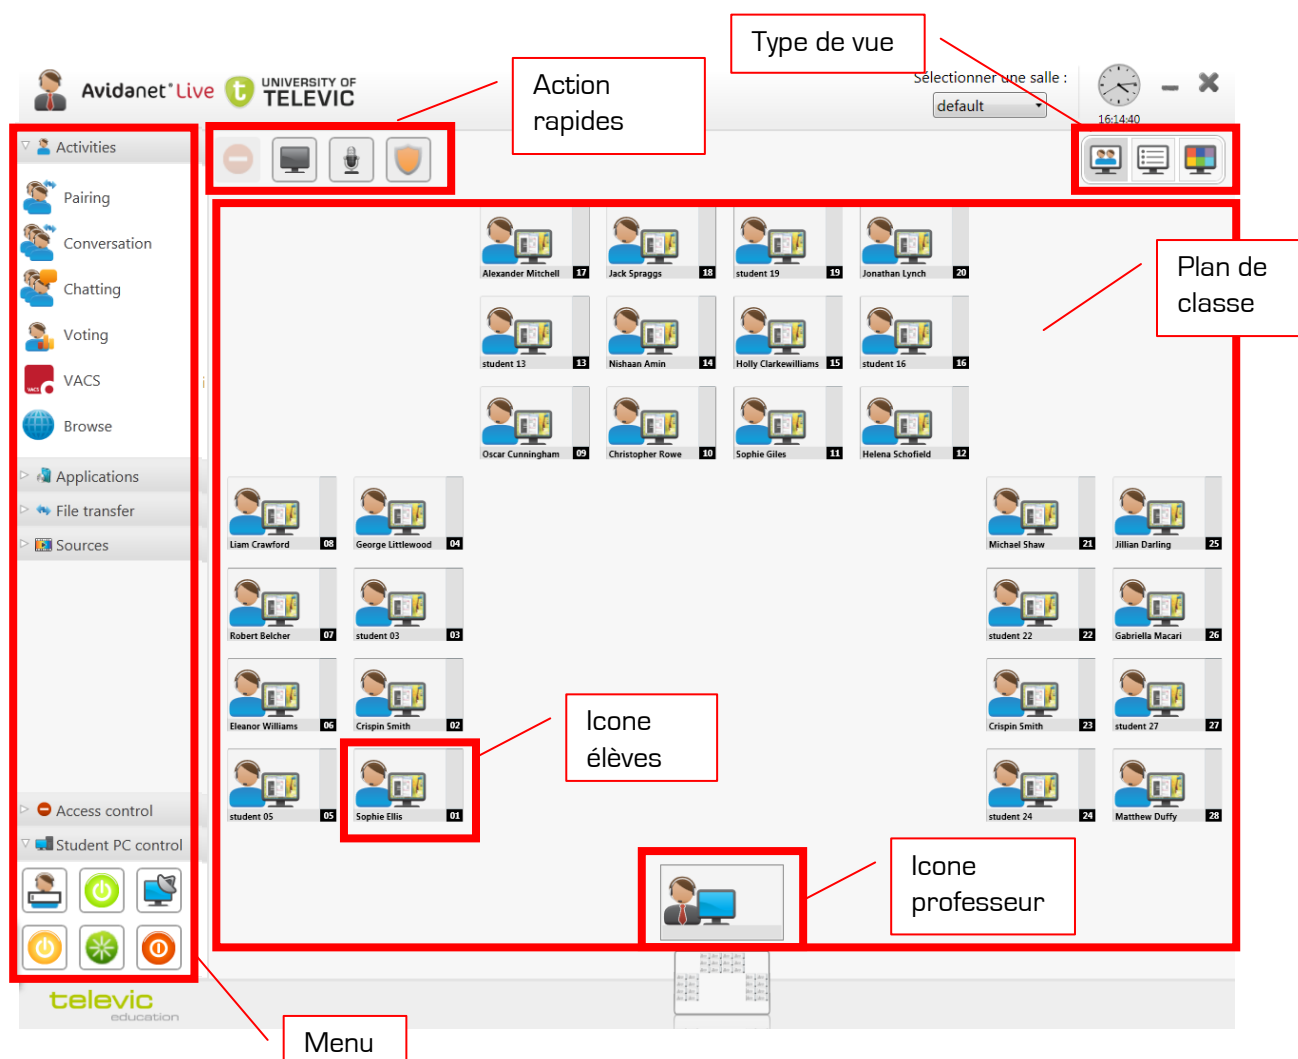 Type de vue
Action
rapides
Avidanet Live
UNIVERSITY OF
TELEVIC
Sélectionner une salle :
default
16:14:40
Activities
Pairing
Conversation
Chatting
Voting
VACS
VACS
Browse
Applications
File transfer
Sources
Access control
Student PC control
Alexander Mitchell 17
Jack Spraggs 18
student 19 19
Jonathan Lynch 20
Plan de
classe
student 13 13
Nishaan Amin 14
Holly Clarkewilliams 15
student 16 16
Oscar Cunningham 09
Christopher Rowe 10
Sophie Giles 11
Helena Schofield 12
Liam Crawford 08
George Littlewood 04
Michael Shaw 21
Jillian Darling 25
Robert Belcher 07
student 03 03
student 22 22
Gabriella Macari 26
Eleanor Williams 06
Crispin Smith 02
Icone
élèves
Crispin Smith 23
student 27 27
student 05 05
Sophie Ellis 01
student 24 24
Matthew Duffy 28
Icone
professeur
televic
education
Menu